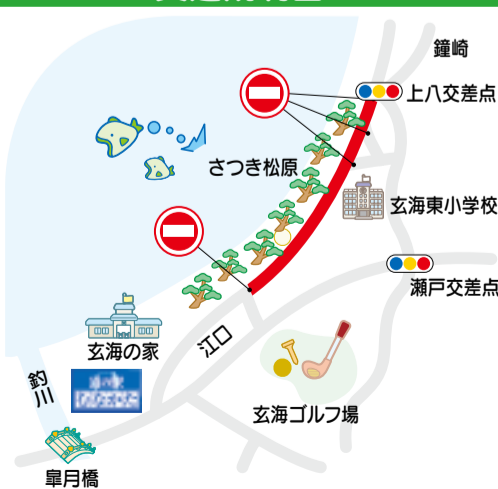 鐘崎
上八交差点
さつき松原
玄海東小学校
瀬戸交差点
江口
玄海の家
釣川
玄海ゴルフ場
皐月橋